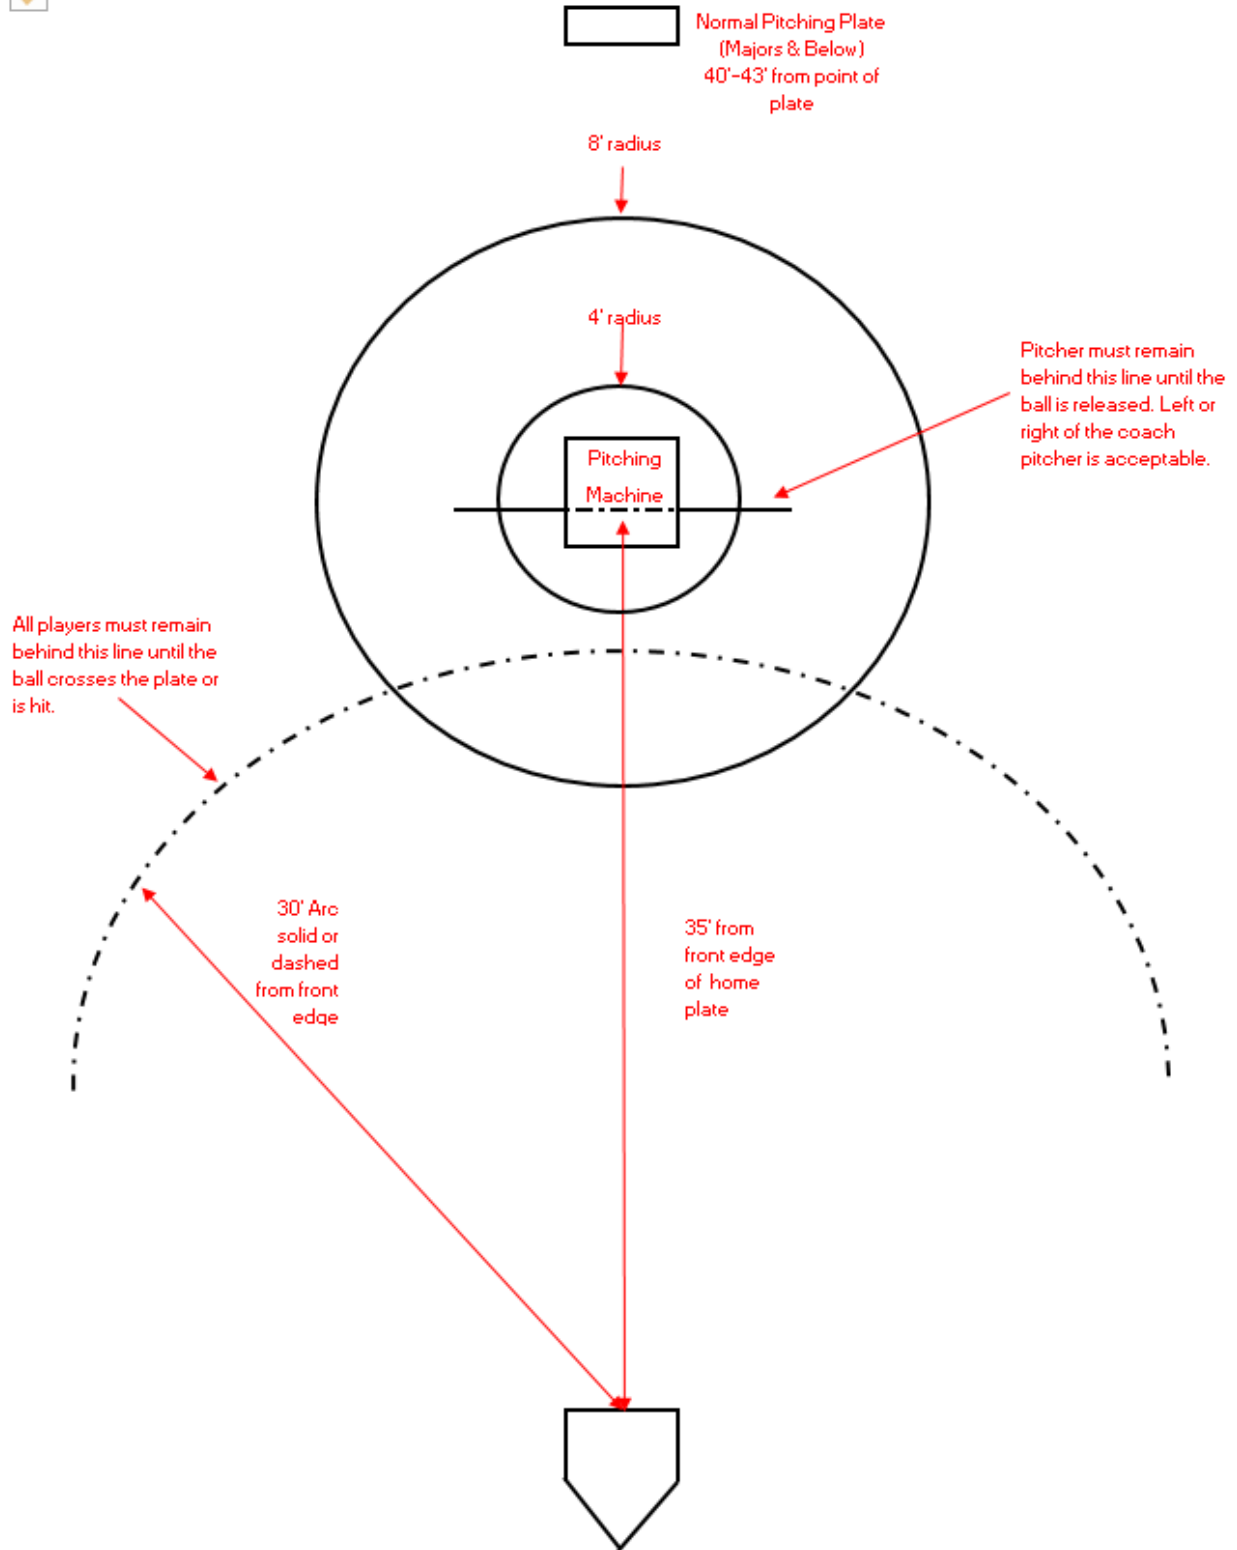 Normal Pitching Plate
(Majors & Below)
40'-43' from point of
plate
8' radius
4' radius
Pitcher must remain
behind this line until the
ball is released. Left or
right of the coach
pitcher is acceptable.
Pitching
Machine
All players must remain
behind this line until the
ball crosses the plate or
is hit.
30' Arc
solid or
dashed
from front
edge
35' from
front edge
of home
plate